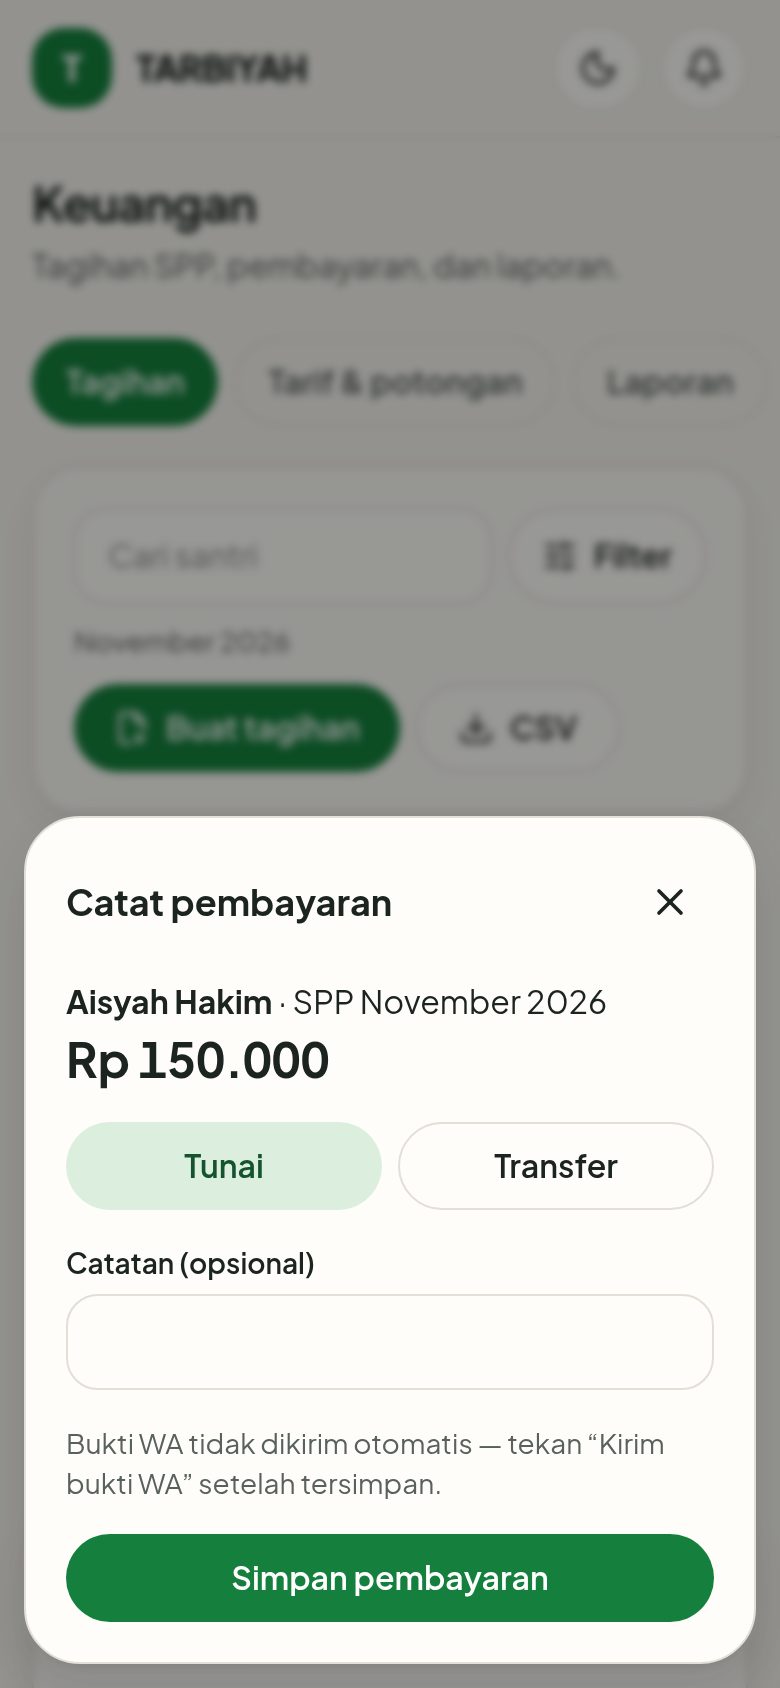 T TARBIYAH
Keuangan
Tagihan SPP, pembayaran, dan laporan.
Tagihan Tarif & potongan Laporan
Cari santri Filter
November 2026
Buat tagihan CSV
Catat pembayaran
Aisyah Hakim · SPP November 2026
Rp 150.000
Tunai Transfer
Catatan (opsional)
Bukti WA tidak dikirim otomatis — tekan “Kirim
bukti WA” setelah tersimpan.
Simpan pembayaran